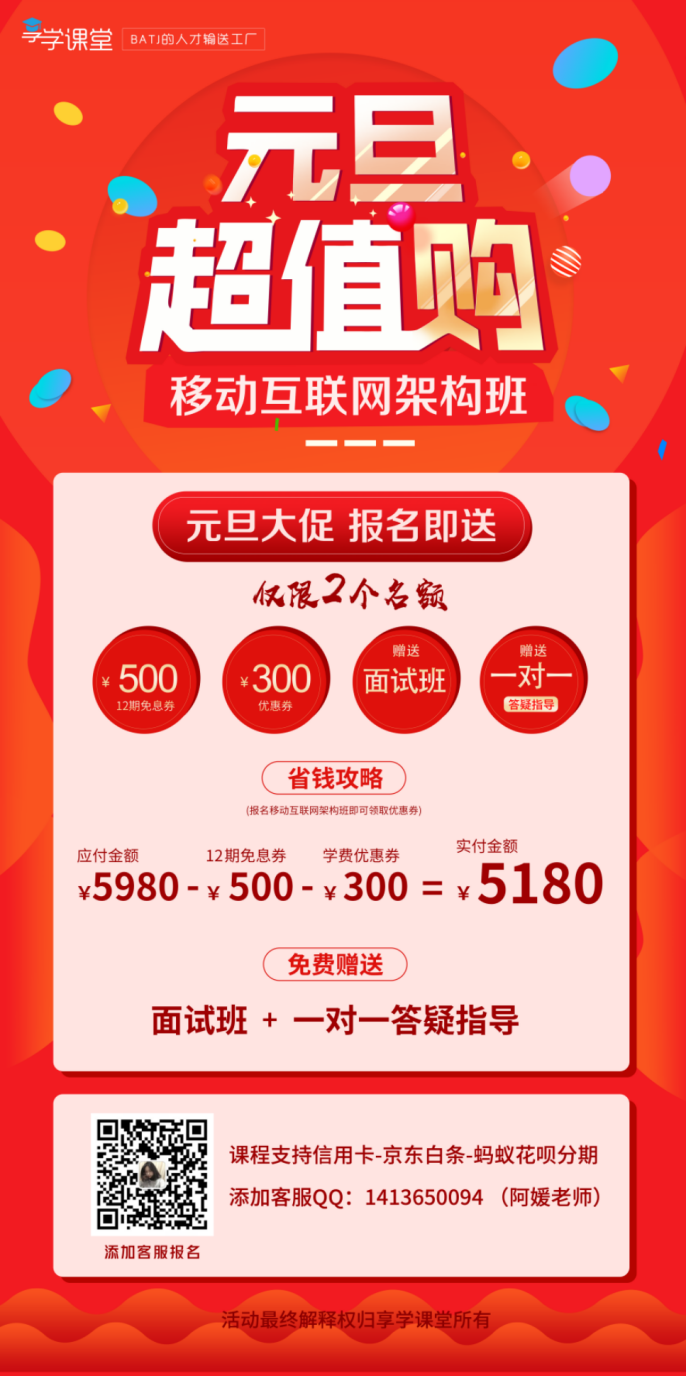 享学课堂 BATJ的人才输送工厂
元旦
超值购
移动互联网架构班
元旦大促 报名即送
仅限2个名额
¥ 500
12期免息券
¥ 300
优惠券
赠送
面试班
赠送
一对一
答疑指导
省钱攻略
(报名移动互联网架构班即可领取优惠券)
应付金额 12期免息券 学费优惠券 实付金额
¥5980 - ¥ 500 - ¥ 300 = ¥ 5180
免费赠送
面试班 + 一对一答疑指导
课程支持信用卡-京东白条-蚂蚁花呗分期
添加客服QQ：1413650094 （阿媛老师）
添加客服报名
活动最终解释权归享学课堂所有